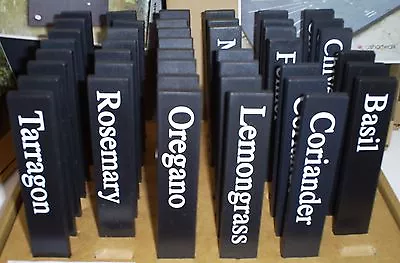 Tarragon
Rosemary
Oregano
Lemongrass
Coriander
Basil